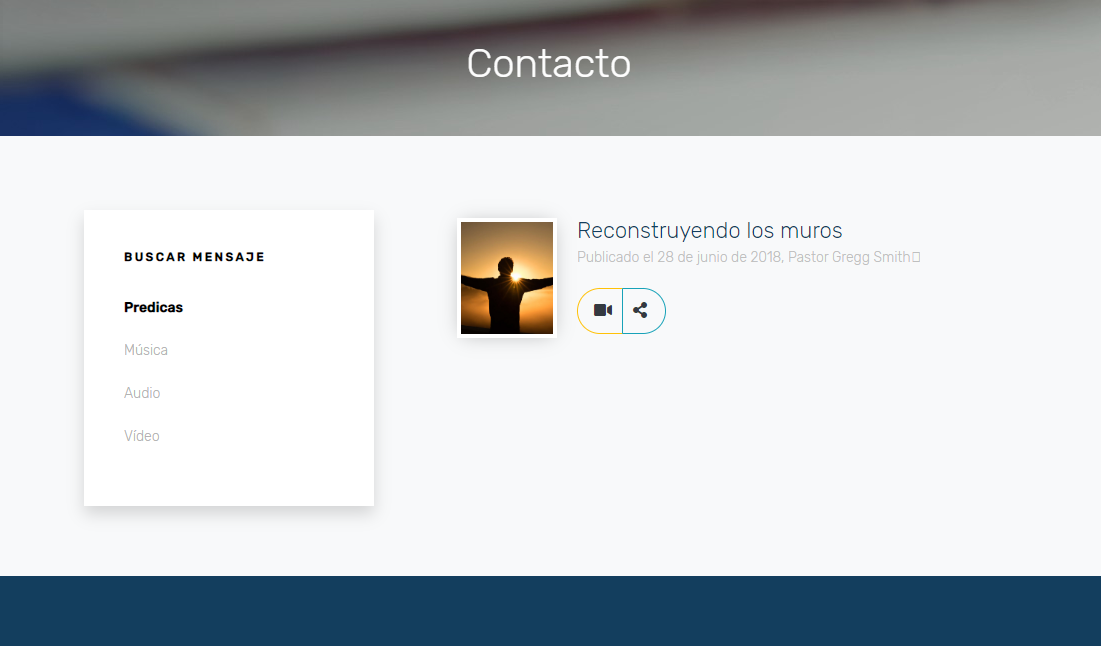 Contacto
BUSCAR MENSAJE
Predicas
Música
Audio
Vídeo
Reconstruyendo los muros
Publicado el 28 de junio de 2018, Pastor Gregg Smith